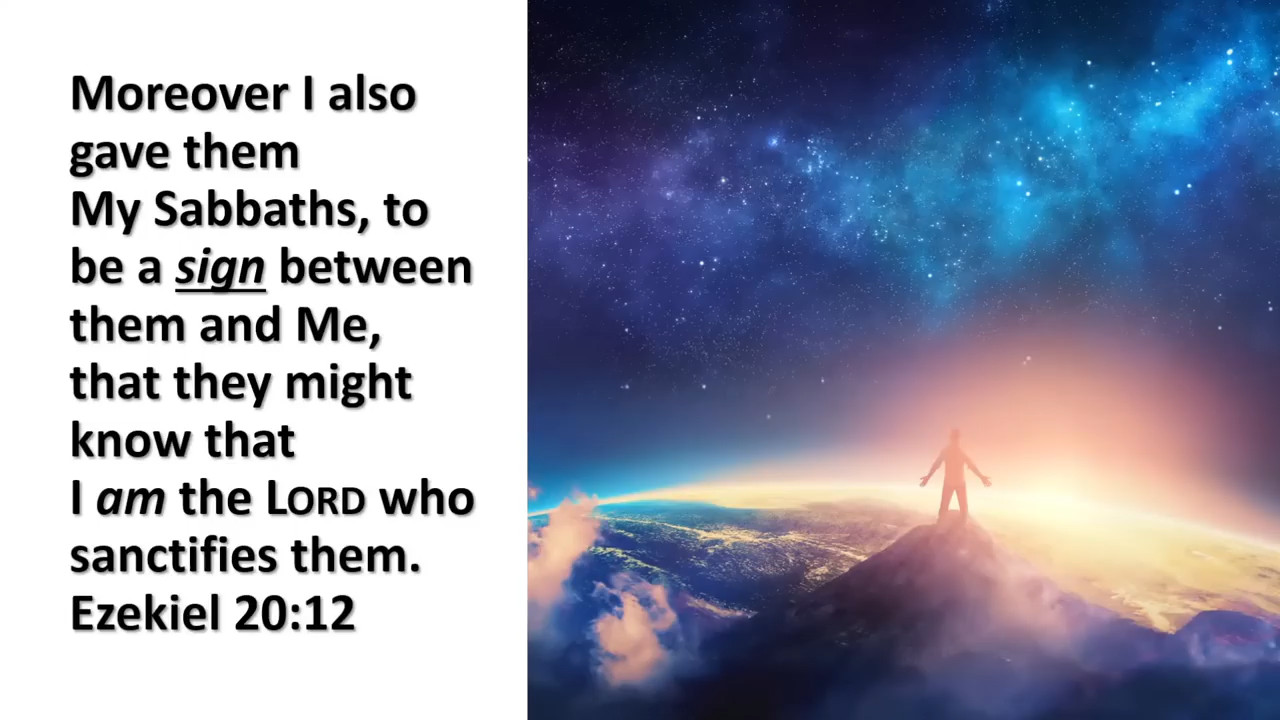 Moreover I also
gave them
My Sabbaths, to
be a sign between
them and Me,
that they might
know that
I am the LORD who
sanctifies them.
Ezekiel 20:12